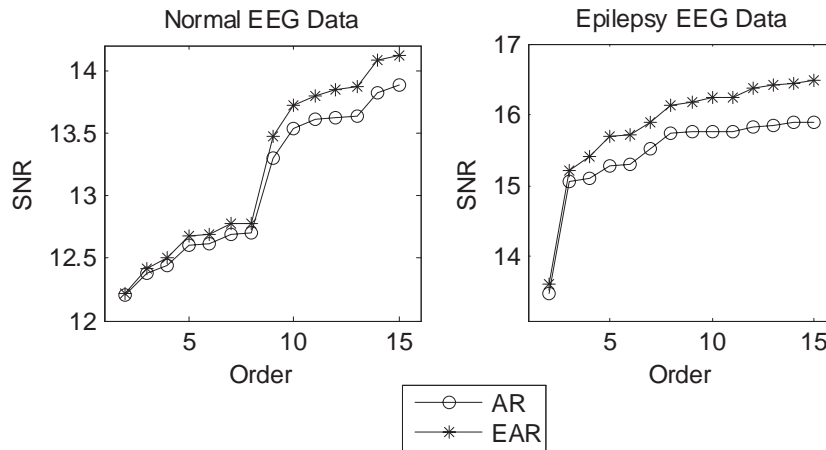 Normal EEG Data
14
13.5
13
12.5
12
SNR
5
10
15
Order
Epilepsy EEG Data
17
16
15
14
SNR
5
10
15
Order
AR
EAR